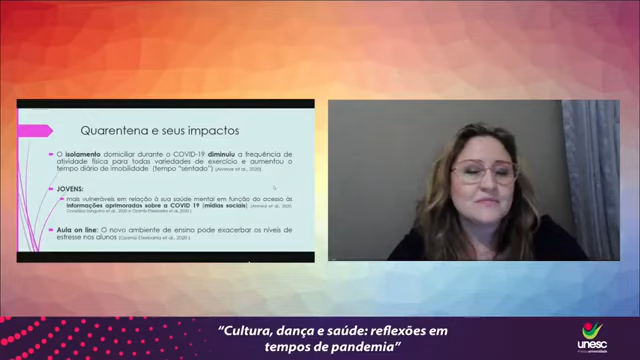 Quarentena e seus impactos
O isolamento domiciliar durante o COVID-19 diminuiu a frequência de
atividade física para todas variedades de exercício e aumentou o
tempo diário de imobilidade (tempo "sentado")
JOVENS:
mais vulneráveis em relação à sua saúde mental em função do acesso às
informações aprimoradas sobre a COVID 19 (mídias sociais)
Aula on line: O novo ambiente de ensino pode exacerbar os níveis de
estresse nos alunos
"Cultura, dança e saúde: reflexões em
tempos de pandemia"
unesc